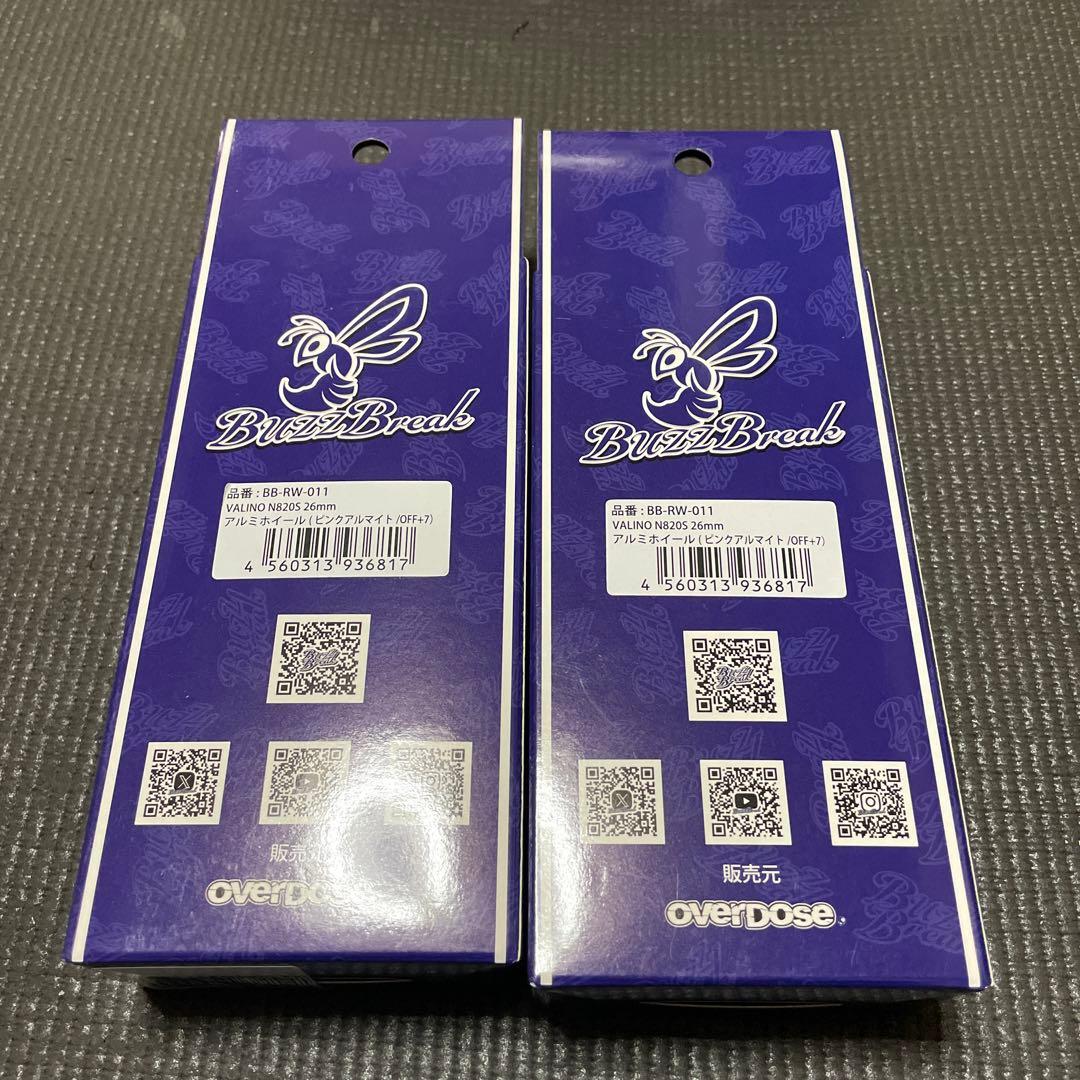 BuzzBreak
品番 : BB-RW-011
VALINO N820S 26mm
アルミホイール ( ピンクアルマイト /OFF+7)
4 560313 936817
販売元
OVERDOSE
BuzzBreak
品番 : BB-RW-011
VALINO N820S 26mm
アルミホイール ( ピンクアルマイト /OFF+7)
4 560313 936817
販売元
OVERDOSE